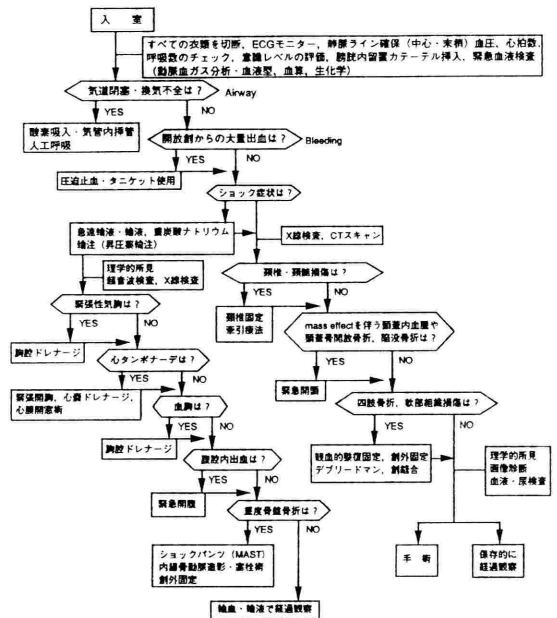 入 室
すべての衣類を切断，ECGモニター，静脈ライン確保（中心・末梢）血圧，心拍数，
呼吸数のチェック，意識レベルの評価，膀胱内留置カテーテル挿入，緊急血液検査
（動脈血ガス分析・血液型，血算，生化学）
気道閉塞・換気不全は？
Airway
YES
NO
酸素吸入・気管内挿管
人工呼吸
開放創からの大量出血は？
Bleeding
YES
NO
圧迫止血・タニケット使用
ショック症状は？
YES
NO
急速輸液・輸液，重炭酸ナトリウム
輸注（昇圧薬輸注）
X線検査，CTスキャン
理学的所見
超音波検査，X線検査
頚椎・頚髄損傷は？
YES
NO
緊張性気胸は？
YES
NO
頚椎固定
牽引療法
mass effectを伴う頭蓋内血腫や
頭蓋骨開放骨折，陥没骨折は？
胸腔ドレナージ
心タンポナーデは？
YES
NO
YES
NO
緊急開頭
四肢骨折，軟部組織損傷は？
緊張開胸，心嚢ドレナージ，
心膜開窓術
血胸は？
YES
NO
YES
NO
胸腔ドレナージ
腹腔内出血は？
観血的整復固定，創外固定
デブリードマン，創縫合
理学的所見
画像診断
血液・尿検査
YES
NO
緊急開腹
重度骨盤骨折は？
YES
NO
ショックパンツ（MAST）
内腸骨動脈造影・塞栓術
創外固定
手 術
保存的に
経過観察
輸血・輸液で経過観察